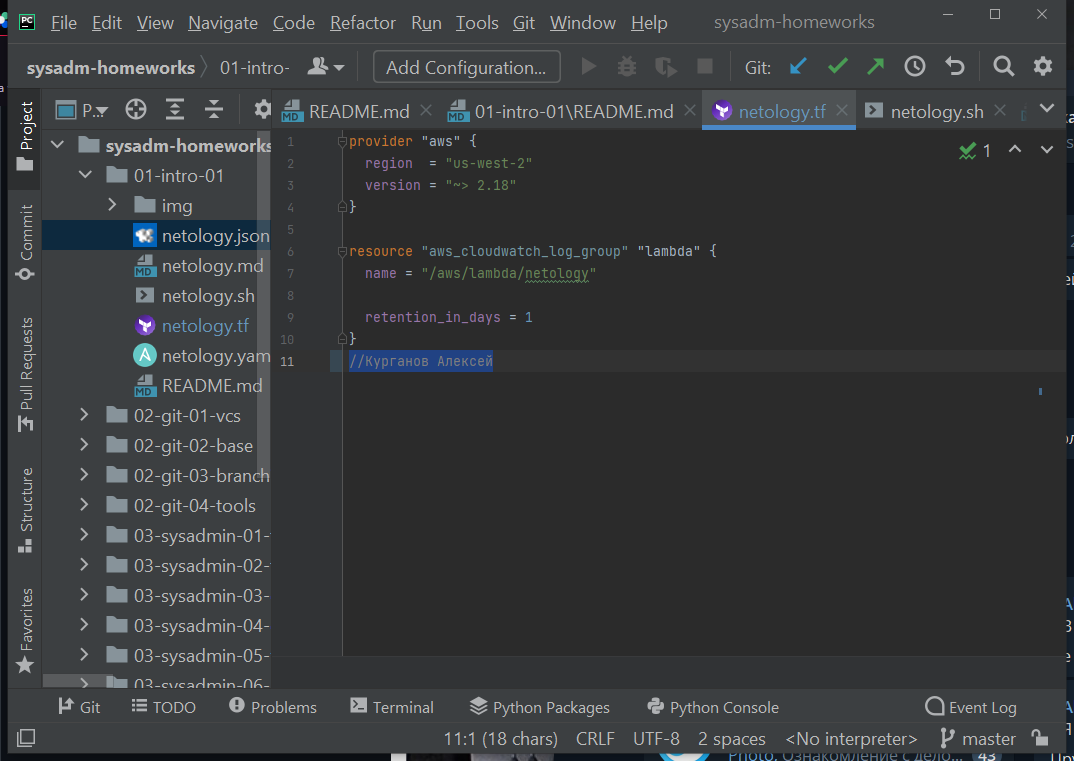 PC File Edit View Navigate Code Refactor Run Tools Git Window Help sysadm-homeworks
sysadm-homeworks 01-intro- Add Configuration... Git:
Project
Commit
Pull Requests
Structure
Favorites
P..
sysadm-homeworks
01-intro-01
img
netology.json
netology.md
netology.sh
netology.tf
netology.yam
README.md
02-git-01-vcs
02-git-02-base
02-git-03-branch
02-git-04-tools
03-sysadmin-01-
03-sysadmin-02-
03-sysadmin-03-
03-sysadmin-04-
03-sysadmin-05-
03-sysadmin-06-
README.md 01-intro-01\README.md netology.tf netology.sh
1 provider "aws" {
2 region = "us-west-2"
3 version = "~> 2.18"
4 }
5
6 resource "aws_cloudwatch_log_group" "lambda" {
7 name = "/aws/lambda/netology"
8
9 retention_in_days = 1
10 }
11 //Курганов Алексей
1
Git TODO Problems Terminal Python Packages Python Console Event Log
11:1 (18 chars) CRLF UTF-8 2 spaces <No interpreter> master
Photo, Ознакомление с дело... 43